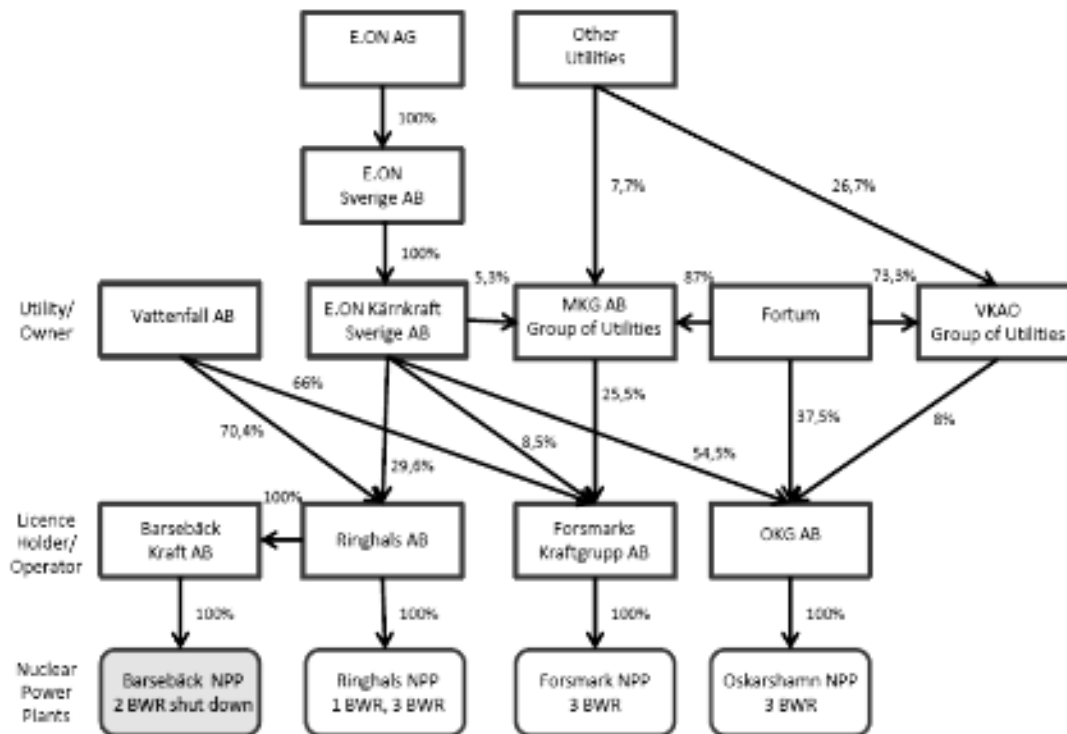 E.ON AG
Other
Utilities
100%
E.ON
Sverige AB
7,7%
26,7%
100%
5,3%
87%
73,3%
Utility/
Owner
Vattenfall AB
E.ON Kärnkraft
Sverige AB
MKG AB
Group of Utilities
Fortum
VKAO
Group of Utilities
66%
25,5%
37,5%
8%
70,4%
8,5%
54,5%
29,6%
100%
Licence
Holder/
Operator
Barsebäck
Kraft AB
Ringhals AB
Forsmarks
Kraftgrupp AB
OKG AB
100%
100%
100%
100%
Nuclear
Power
Plants
Barsebäck NPP
2 BWR shut down
Ringhals NPP
1 BWR, 3 BWR
Forsmark NPP
3 BWR
Oskarshamn NPP
3 BWR